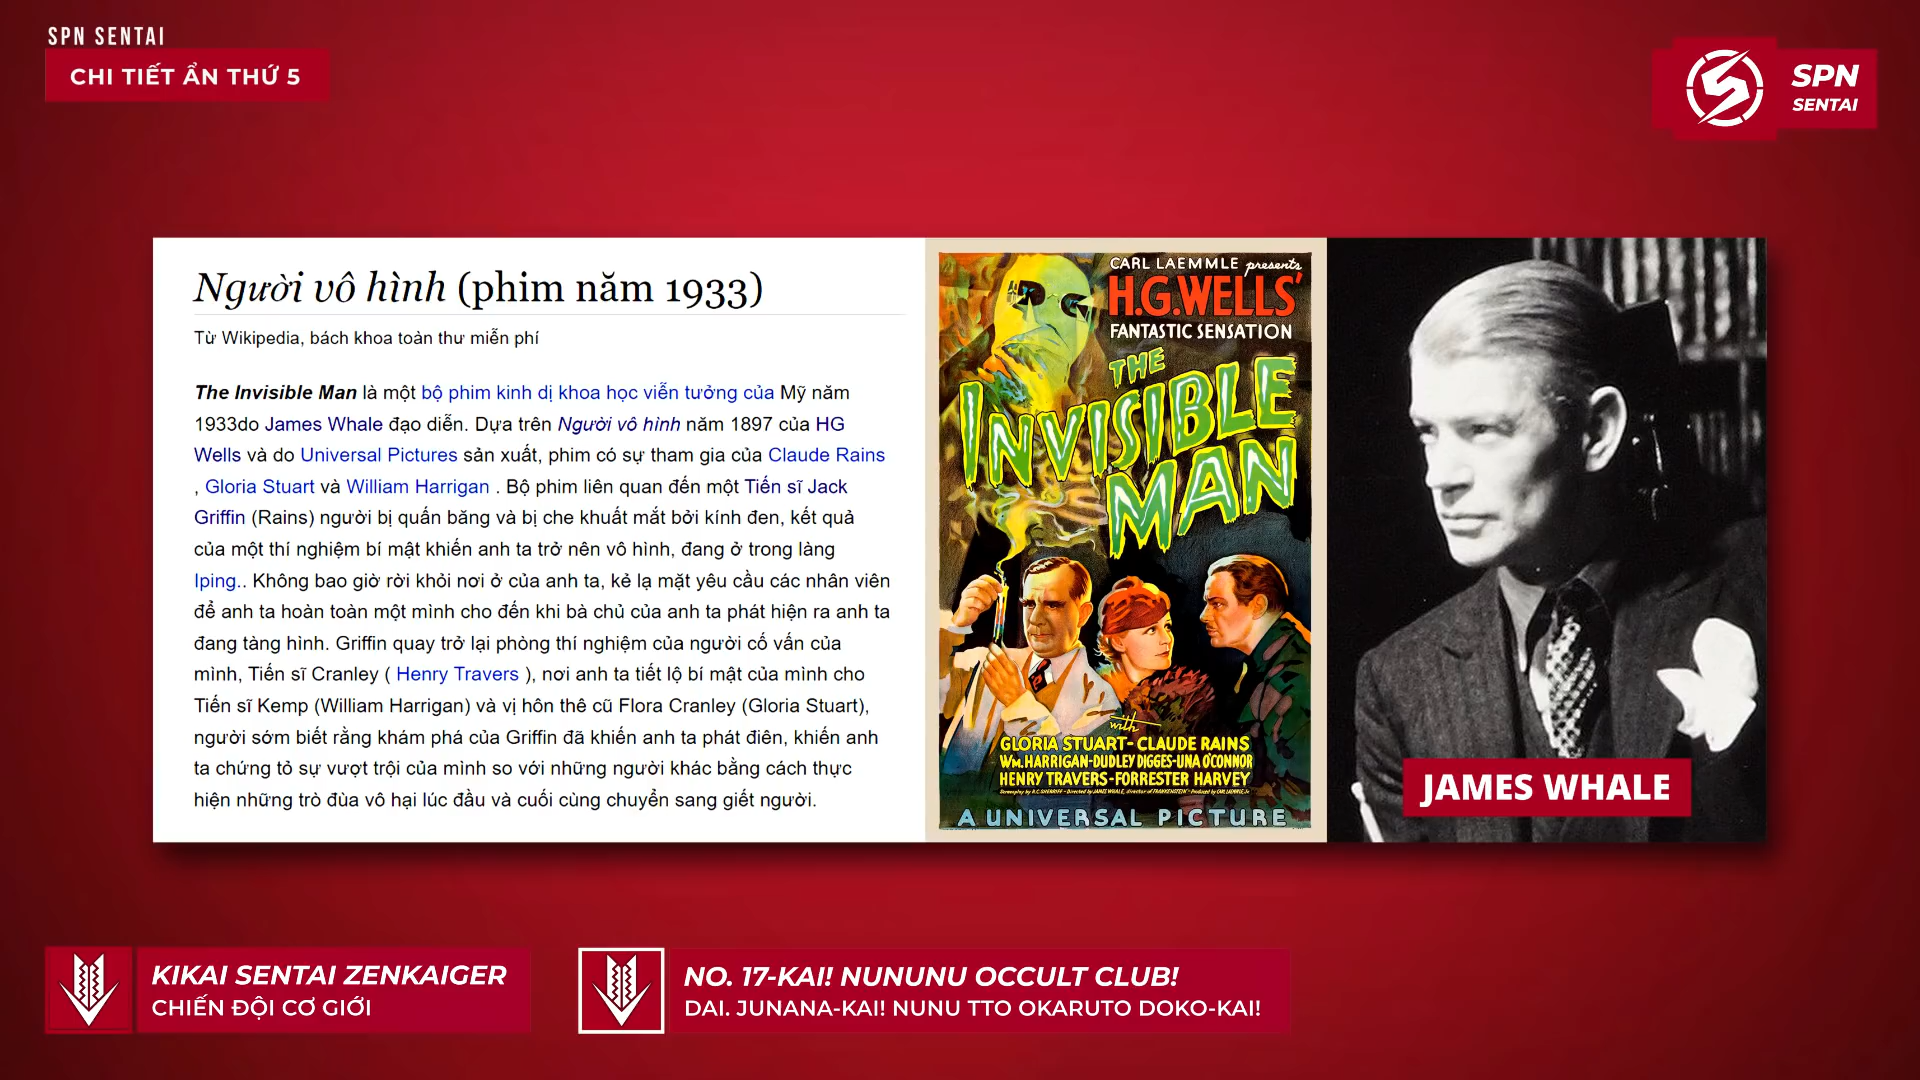 SPN SENTAI
CHI TIẾT ẨN THỨ 5
SPN
SENTAI
Người vô hình (phim năm 1933)
Từ Wikipedia, bách khoa toàn thư miễn phí
The Invisible Man là một bộ phim kinh dị khoa học viễn tưởng của Mỹ năm
1933do James Whale đạo diễn. Dựa trên Người vô hình năm 1897 của HG
Wells và do Universal Pictures sản xuất, phim có sự tham gia của Claude Rains
, Gloria Stuart và William Harrigan . Bộ phim liên quan đến một Tiến sĩ Jack
Griffin (Rains) người bị quấn băng và bị che khuất mắt bởi kính đen, kết quả
của một thí nghiệm bí mật khiến anh ta trở nên vô hình, đang ở trong làng
Iping.. Không bao giờ rời khỏi nơi ở của anh ta, kẻ lạ mặt yêu cầu các nhân viên
để anh ta hoàn toàn một mình cho đến khi bà chủ của anh ta phát hiện ra anh ta
đang tàng hình. Griffin quay trở lại phòng thí nghiệm của người cố vấn của
mình, Tiến sĩ Cranley ( Henry Travers ), nơi anh ta tiết lộ bí mật của mình cho
Tiến sĩ Kemp (William Harrigan) và vị hôn thê cũ Flora Cranley (Gloria Stuart),
người sớm biết rằng khám phá của Griffin đã khiến anh ta phát điên, khiến anh
ta chứng tỏ sự vượt trội của mình so với những người khác bằng cách thực
hiện những trò đùa vô hại lúc đầu và cuối cùng chuyển sang giết người.
CARL LAEMMLE presents
H.G.WELLS'
FANTASTIC SENSATION
THE
INVISIBLE
MAN
with
GLORIA STUART-CLAUDE RAINS
WM. HARRIGAN-DUDLEY DIGGES-UNA O'CONNOR
HENRY TRAVERS-FORRESTER HARVEY
Screenplay by R.C. SHERRIFF - Directed by JAMES WHALE, director of FRANKENSTEIN - Produced by CARL LAEMMLE, Jr
A UNIVERSAL PICTURE
JAMES WHALE
KIKAI SENTAI ZENKAIGER
CHIẾN ĐỘI CƠ GIỚI
NO. 17-KAI! NUNUNU OCCULT CLUB!
DAI. JUNANA-KAI! NUNU TTO OKARUTO DOKO-KAI!